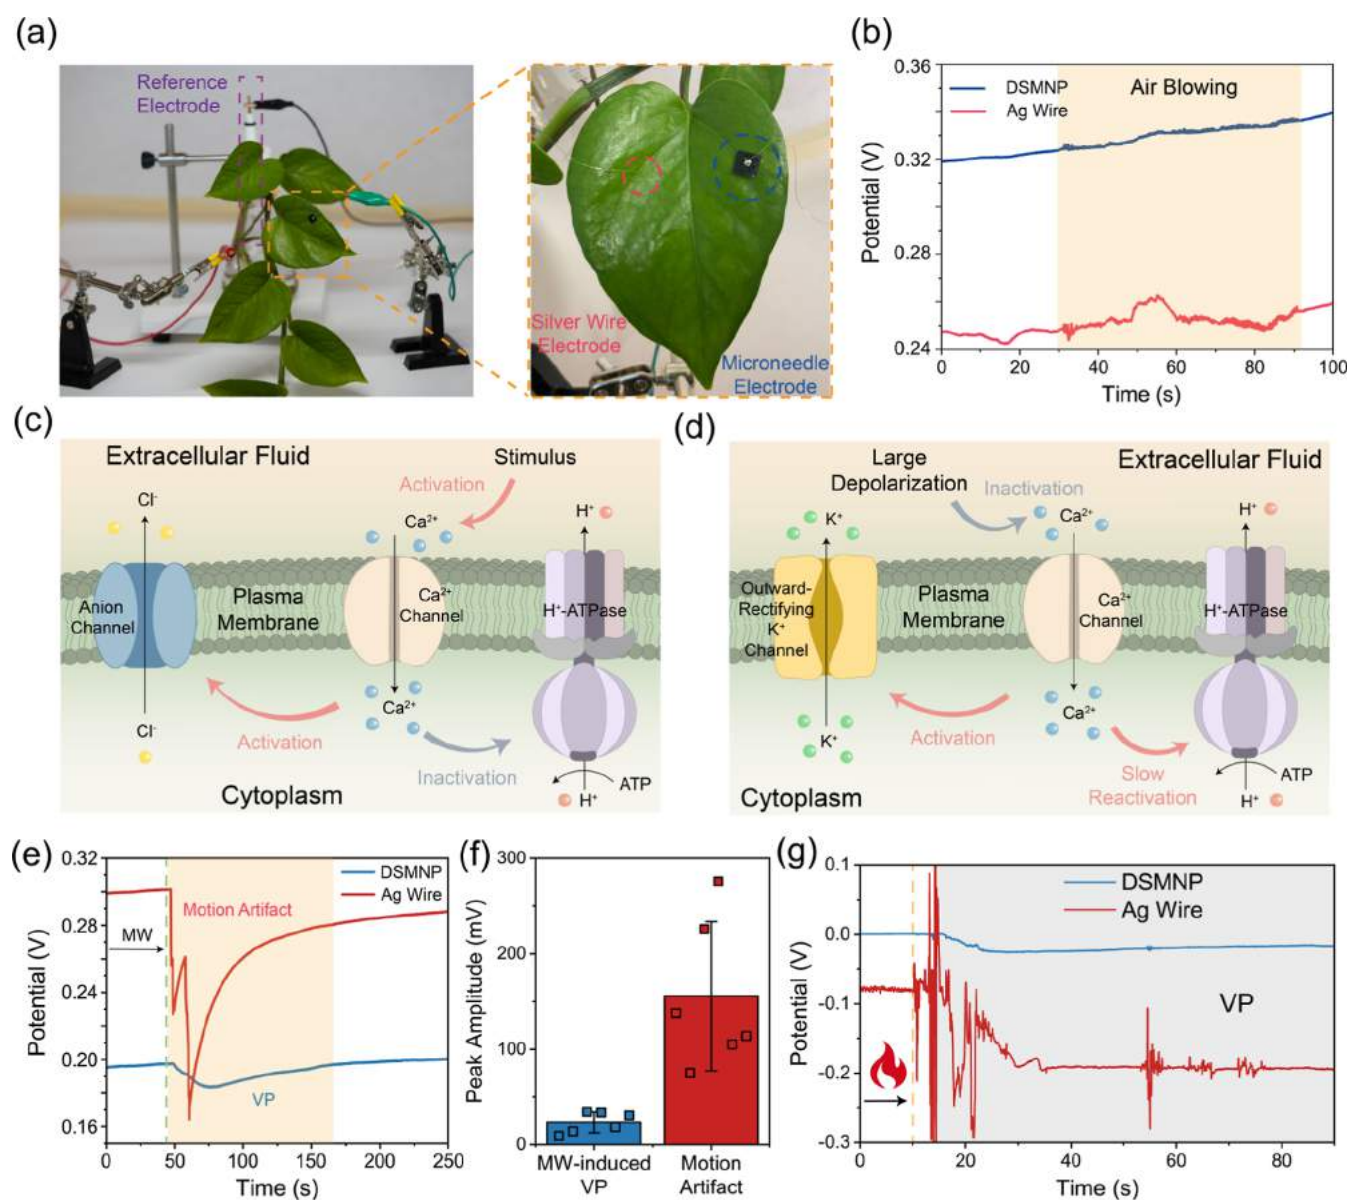 (a)
Reference
Electrode
Silver Wire
Electrode
Microneedle
Electrode
(b)
0.36
0.32
0.28
0.24
Potential (V)
DSMNP
Ag Wire
Air Blowing
0
20
40
60
80
100
Time (s)
(c)
Extracellular Fluid
Stimulus
Activation
Cl⁻
Ca²⁺
H⁺
Anion
Channel
Plasma
Membrane
Ca²⁺
Channel
H⁺-ATPase
Cl⁻
Ca²⁺
Activation
Inactivation
Cytoplasm
ATP
H⁺
(d)
Large
Depolarization
Extracellular Fluid
Inactivation
K⁺
Ca²⁺
H⁺
Outward-
Rectifying
K⁺
Channel
Plasma
Membrane
Ca²⁺
Channel
H⁺-ATPase
K⁺
Ca²⁺
Activation
Slow
Reactivation
Cytoplasm
ATP
H⁺
(e)
0.32
0.28
0.24
0.20
0.16
Potential (V)
DSMNP
Ag Wire
Motion Artifact
MW
VP
0
50
100
150
200
250
Time (s)
(f)
300
200
100
0
Peak Amplitude (mV)
MW-induced
VP
Motion
Artifact
(g)
0.1
0.0
-0.1
-0.2
-0.3
Potential (V)
DSMNP
Ag Wire
VP
0
20
40
60
80
Time (s)